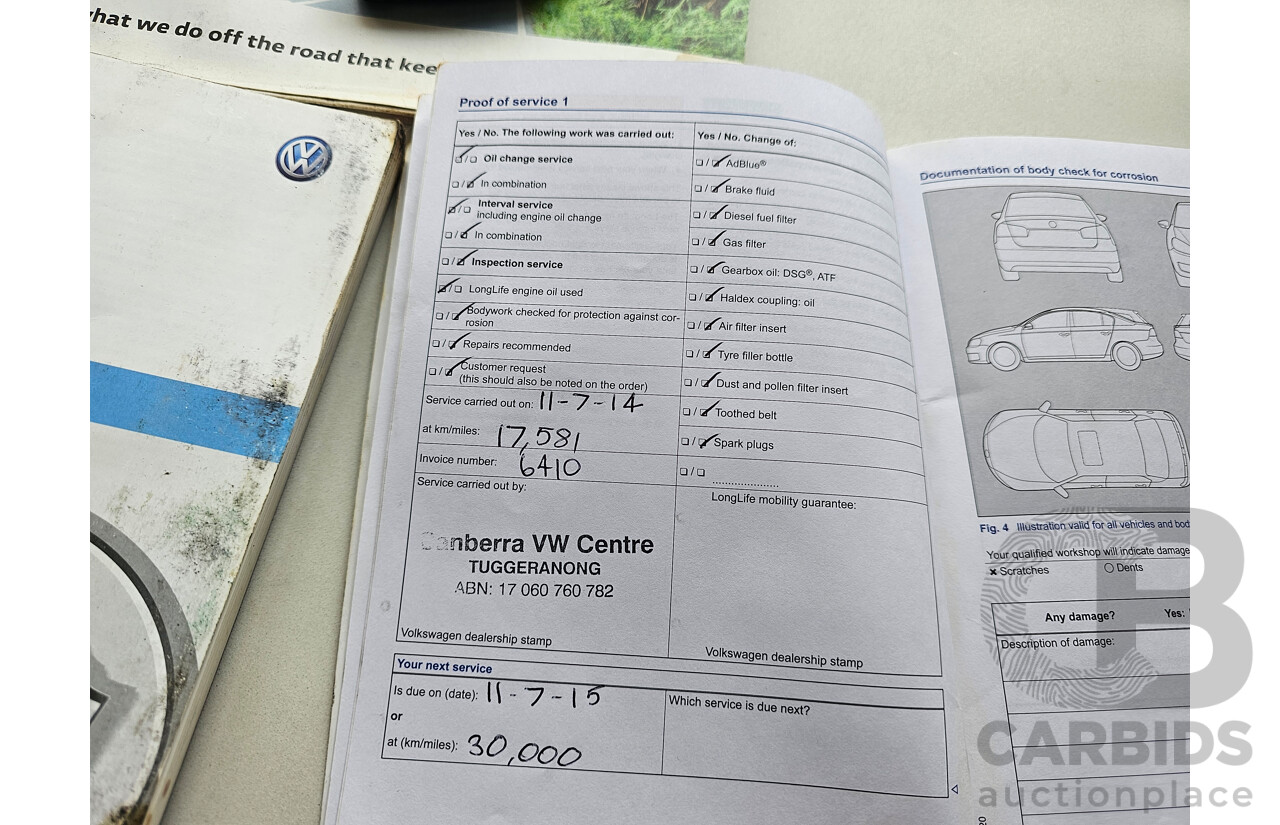 what we do off the road that kee
Proof of service 1
Yes / No. The following work was carried out:
Yes / No. Change of:
☑/☐ Oil change service
☐/☑ In combination
☑/☐ Interval service
including engine oil change
☐/☑ In combination
☐/☑ Inspection service
☑/☐ LongLife engine oil used
☐/☑ Bodywork checked for protection against cor-
rosion
☐/☑ Repairs recommended
☐/☑ Customer request
(this should also be noted on the order)
Service carried out on: 11-7-14
at km/miles: 17,581
Invoice number: 6410
Service carried out by:
Canberra VW Centre
TUGGERANONG
ABN: 17 060 760 782
Volkswagen dealership stamp
☐/☑ AdBlue®
☐/☑ Brake fluid
☐/☑ Diesel fuel filter
☐/☑ Gas filter
☐/☑ Gearbox oil: DSG®, ATF
☐/☑ Haldex coupling: oil
☐/☑ Air filter insert
☐/☑ Tyre filler bottle
☐/☑ Dust and pollen filter insert
☐/☑ Toothed belt
☐/☑ Spark plugs
☐/☐ ....................
LongLife mobility guarantee:
Volkswagen dealership stamp
Your next service
Is due on (date): 11-7-15
or
at (km/miles): 30,000
Which service is due next?
Documentation of body check for corrosion
Fig. 4 Illustration valid for all vehicles and bod
Your qualified workshop will indicate damage
× Scratches
○ Dents
Any damage? Yes:
Description of damage:
CB
CARBIDS
auctionplace